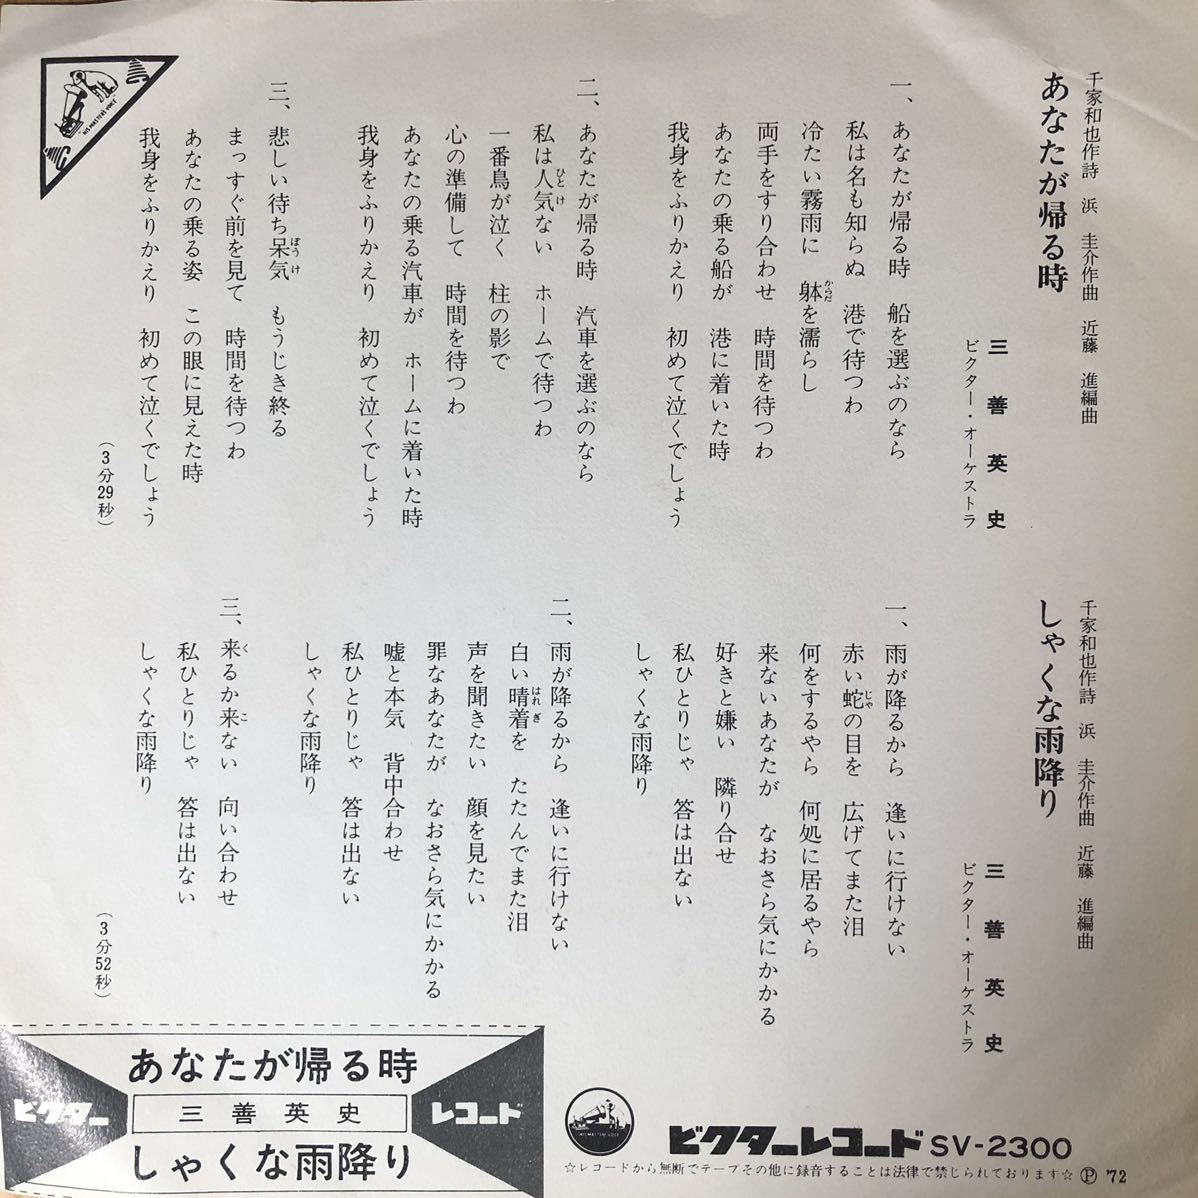 千家和也作詩　浜　圭介作曲　近藤　進編曲
あなたが帰る時
三善英史
ビクター・オーケストラ
一、あなたが帰る時　船を選ぶのなら
私は名も知らぬ　港で待つわ
冷たい霧雨に　躰を濡らし
からだ
両手をすり合わせ　時間を待つわ
あなたの乗る船が　港に着いた時
我身をふりかえり　初めて泣くでしょう
二、あなたが帰る時　汽車を選ぶのなら
私は人気ない　ホームで待つわ
ひとけ
一番鳥が泣く　柱の影で
心の準備して　時間を待つわ
あなたの乗る汽車が　ホームに着いた時
我身をふりかえり　初めて泣くでしょう
三、悲しい待ち呆気　もうじき終る
ぼうけ
まっすぐ前を見て　時間を待つわ
あなたの乗る姿　この眼に見えた時
我身をふりかえり　初めて泣くでしょう
(3分29秒)
千家和也作詩　浜　圭介作曲　近藤　進編曲
しゃくな雨降り
三善英史
ビクター・オーケストラ
一、雨が降るから　逢いに行けない
赤い蛇の目を　広げてまた泪
じゃ
何をするやら　何処に居るやら
来ないあなたが　なおさら気にかかる
好きと嫌い　隣り合せ
私ひとりじゃ　答は出ない
しゃくな雨降り
二、雨が降るから　逢いに行けない
白い晴着を　たたんでまた泪
はれぎ
声を聞きたい　顔を見たい
罪なあなたが　なおさら気にかかる
嘘と本気　背中合わせ
私ひとりじゃ　答は出ない
しゃくな雨降り
三、来るか来ない　向い合わせ
く　こ
私ひとりじゃ　答は出ない
しゃくな雨降り
(3分52秒)
"HIS MASTER'S VOICE"
あなたが帰る時
ビクター　三善英史　レコード
しゃくな雨降り
"HIS MASTER'S VOICE"
ビクターレコード SV-2300
☆レコードから無断でテープその他に録音することは法律で禁じられております☆ Ⓟ '72